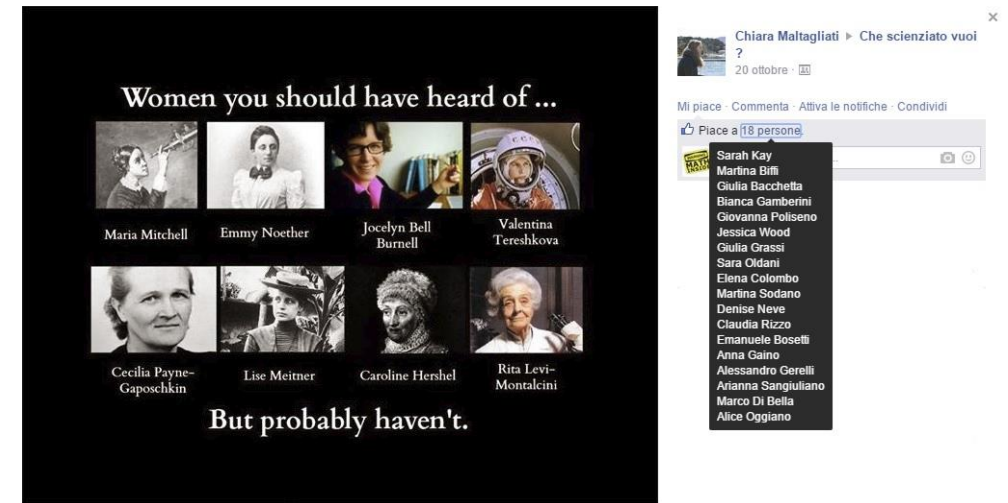 Women you should have heard of ...
Maria Mitchell
Emmy Noether
Jocelyn Bell
Burnell
Valentina
Tereshkova
Cecilia Payne-
Gaposchkin
Lise Meitner
Caroline Hershel
Rita Levi-
Montalcini
But probably haven't.
Chiara Maltagliati ▶ Che scienziato vuoi
?
20 ottobre ·
Mi piace · Commenta · Attiva le notifiche · Condividi
Piace a 18 persone.
MATH
INSIDE
Sarah Kay
Martina Biffi
Giulia Bacchetta
Bianca Gamberini
Giovanna Poliseno
Jessica Wood
Giulia Grassi
Sara Oldani
Elena Colombo
Martina Sodano
Denise Neve
Claudia Rizzo
Emanuele Bosetti
Anna Gaino
Alessandro Gerelli
Arianna Sangiuliano
Marco Di Bella
Alice Oggiano